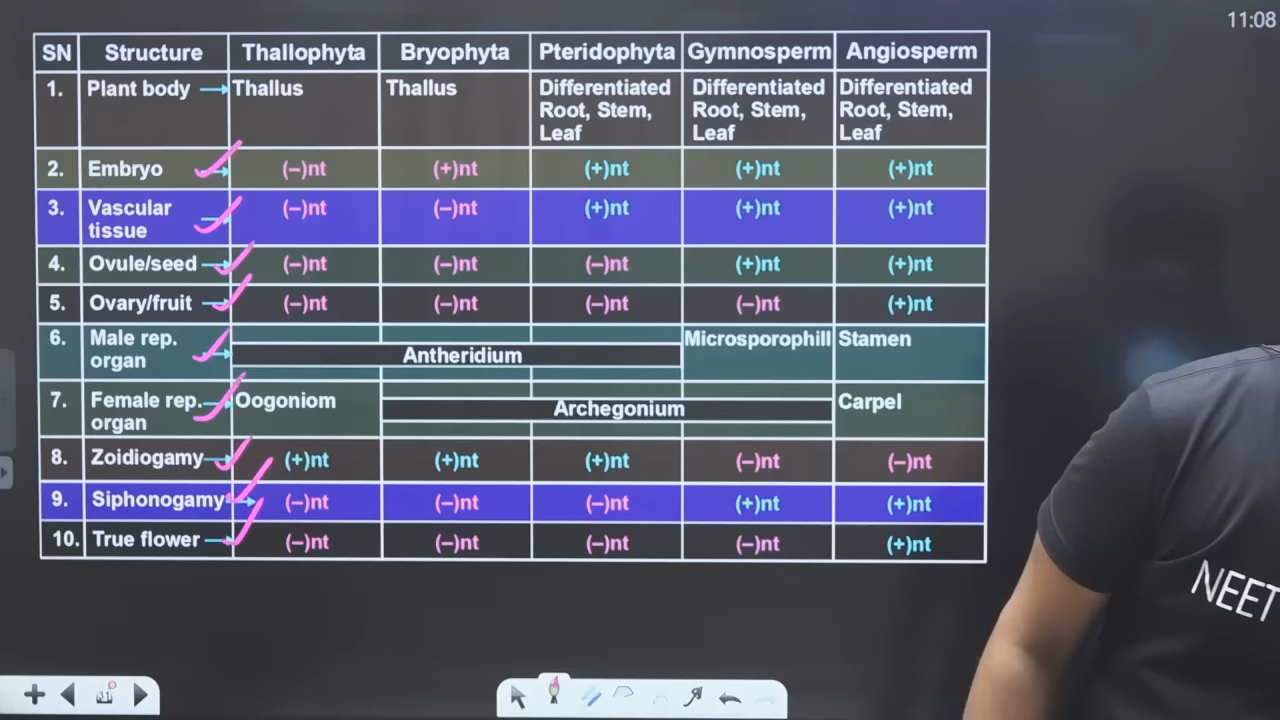 11:08
SN Structure Thallophyta Bryophyta Pteridophyta Gymnosperm Angiosperm
1. Plant body Thallus Thallus Differentiated Root, Stem, Leaf Differentiated Root, Stem, Leaf Differentiated Root, Stem, Leaf
2. Embryo (–)nt (+)nt (+)nt (+)nt (+)nt
3. Vascular tissue (–)nt (–)nt (+)nt (+)nt (+)nt
4. Ovule/seed (–)nt (–)nt (–)nt (+)nt (+)nt
5. Ovary/fruit (–)nt (–)nt (–)nt (–)nt (+)nt
6. Male rep. organ Antheridium Microsporophill Stamen
7. Female rep. organ Oogoniom Archegonium Carpel
8. Zoidiogamy (+)nt (+)nt (+)nt (–)nt (–)nt
9. Siphonogamy (–)nt (–)nt (–)nt (+)nt (+)nt
10. True flower (–)nt (–)nt (–)nt (–)nt (+)nt
NEET